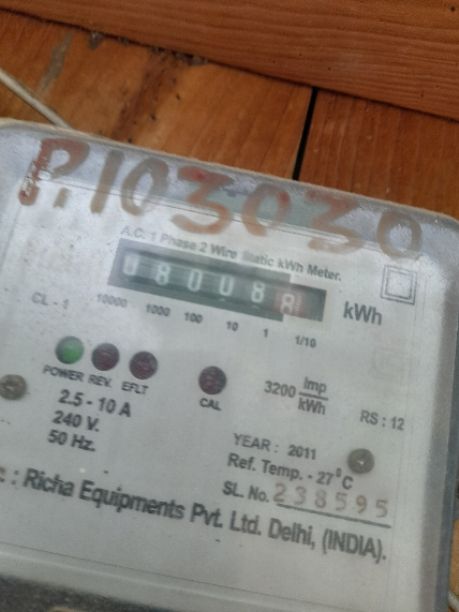 P.103030
A.C. 1 Phase 2 Wire Static kWh Meter.
08008 kWh
CL - 1 10000 1000 100 10 1 1/10
POWER REV. EFLT CAL
3200 Imp/kWh RS : 12
2.5 - 10 A
240 V.
50 Hz.
YEAR : 2011
Ref. Temp. - 27°C
SL. No. 238595
: Richa Equipments Pvt. Ltd. Delhi, (INDIA).